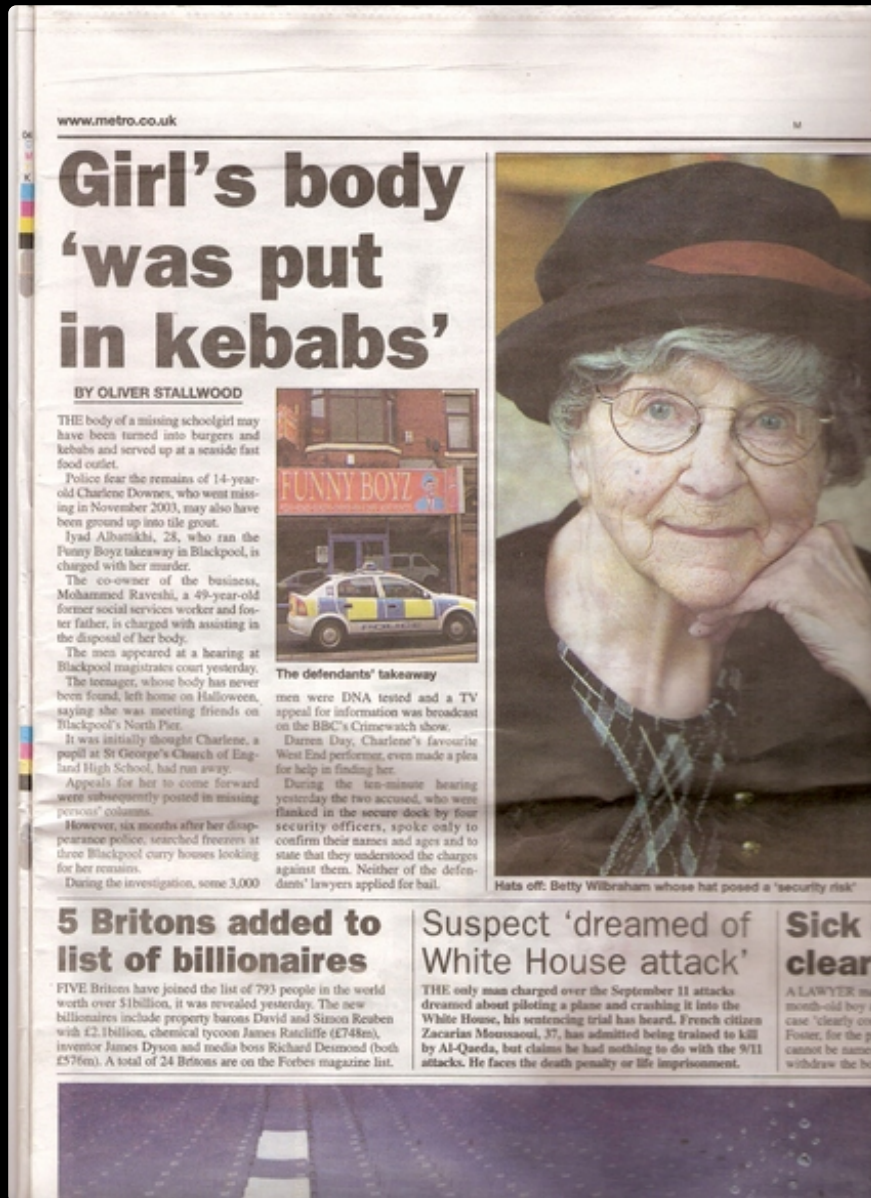 www.metro.co.uk
M
Girl's body
'was put
in kebabs'
BY OLIVER STALLWOOD
THE body of a missing schoolgirl may
have been turned into burgers and
kebabs and served up at a seaside fast
food outlet.
Police fear the remains of 14-year-
old Charlene Downes, who went miss-
ing in November 2003, may also have
been ground up into tile grout.
Iyad Albattikhi, 28, who ran the
Funny Boyz takeaway in Blackpool, is
charged with her murder.
The co-owner of the business,
Mohammed Raveshi, a 49-year-old
former social services worker and fos-
ter father, is charged with assisting in
the disposal of her body.
The men appeared at a hearing at
Blackpool magistrates court yesterday.
The teenager, whose body has never
been found, left home on Halloween,
saying she was meeting friends on
Blackpool's North Pier.
It was initially thought Charlene, a
pupil at St George's Church of Eng-
land High School, had run away.
Appeals for her to come forward
were subsequently posted in missing
persons' columns.
However, six months after her disap-
pearance police, searched freezers at
three Blackpool curry houses looking
for her remains.
During the investigation, some 3,000
FUNNY BOYZ
POLICE
The defendants' takeaway
men were DNA tested and a TV
appeal for information was broadcast
on the BBC's Crimewatch show.
Darren Day, Charlene's favourite
West End performer, even made a plea
for help in finding her.
During the ten-minute hearing
yesterday the two accused, who were
flanked in the secure dock by four
security officers, spoke only to
confirm their names and ages and to
state that they understood the charges
against them. Neither of the defen-
dants' lawyers applied for bail.
Hats off: Betty Wilbraham whose hat posed a 'security risk'
5 Britons added to
list of billionaires
FIVE Britons have joined the list of 793 people in the world
worth over $1billion, it was revealed yesterday. The new
billionaires include property barons David and Simon Reuben
with £2.1billion, chemical tycoon James Ratcliffe (£748m),
inventor James Dyson and media boss Richard Desmond (both
£576m). A total of 24 Britons are on the Forbes magazine list.
Suspect 'dreamed of
White House attack'
THE only man charged over the September 11 attacks
dreamed about piloting a plane and crashing it into the
White House, his sentencing trial has heard. French citizen
Zacarias Moussaoui, 37, has admitted being trained to kill
by Al-Qaeda, but claims he had nothing to do with the 9/11
attacks. He faces the death penalty or life imprisonment.
Sick
clear
A LAWYER
month-old boy
case 'clearly
Foster, for the
cannot be
withdraw the